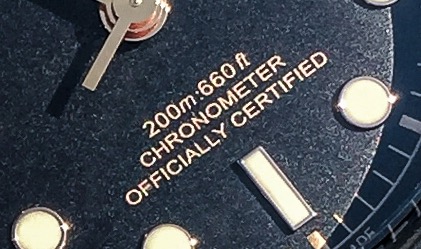 200m:660ft
CHRONOMETER
OFFICIALLY CERTIFIED